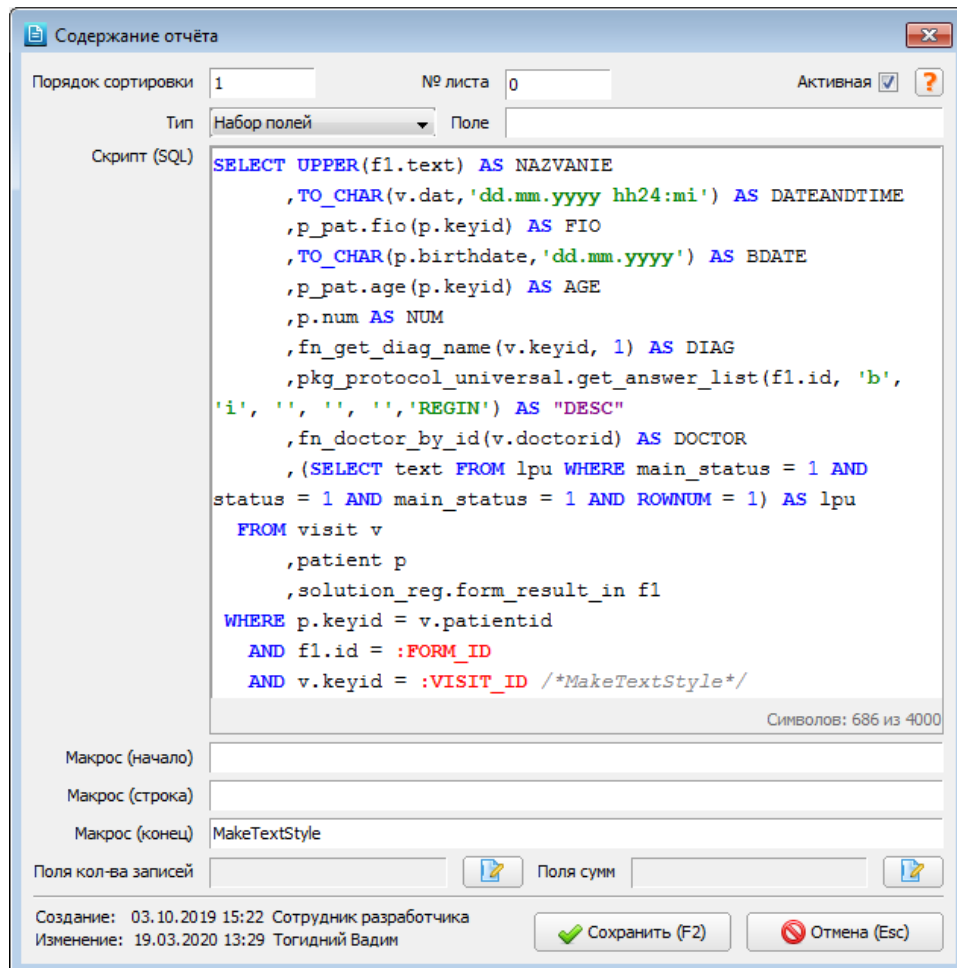 Содержание отчёта
Порядок сортировки 1 № листа 0 Активная
Тип Набор полей Поле
Скрипт (SQL)
SELECT UPPER(f1.text) AS NAZVANIE
,TO_CHAR(v.dat,'dd.mm.yyyy hh24:mi') AS DATEANDTIME
,p_pat.fio(p.keyid) AS FIO
,TO_CHAR(p.birthdate,'dd.mm.yyyy') AS BDATE
,p_pat.age(p.keyid) AS AGE
,p.num AS NUM
,fn_get_diag_name(v.keyid, 1) AS DIAG
,pkg_protocol_universal.get_answer_list(f1.id, 'b',
'i', '', '', '','REGIN') AS "DESC"
,fn_doctor_by_id(v.doctorid) AS DOCTOR
,(SELECT text FROM lpu WHERE main_status = 1 AND
status = 1 AND main_status = 1 AND ROWNUM = 1) AS lpu
FROM visit v
,patient p
,solution_reg.form_result_in f1
WHERE p.keyid = v.patientid
AND f1.id = :FORM_ID
AND v.keyid = :VISIT_ID /*MakeTextStyle*/
Символов: 686 из 4000
Макрос (начало)
Макрос (строка)
Макрос (конец) MakeTextStyle
Поля кол-ва записей Поля сумм
Создание: 03.10.2019 15:22 Сотрудник разработчика
Изменение: 19.03.2020 13:29 Тогидний Вадим
Сохранить (F2) Отмена (Esc)